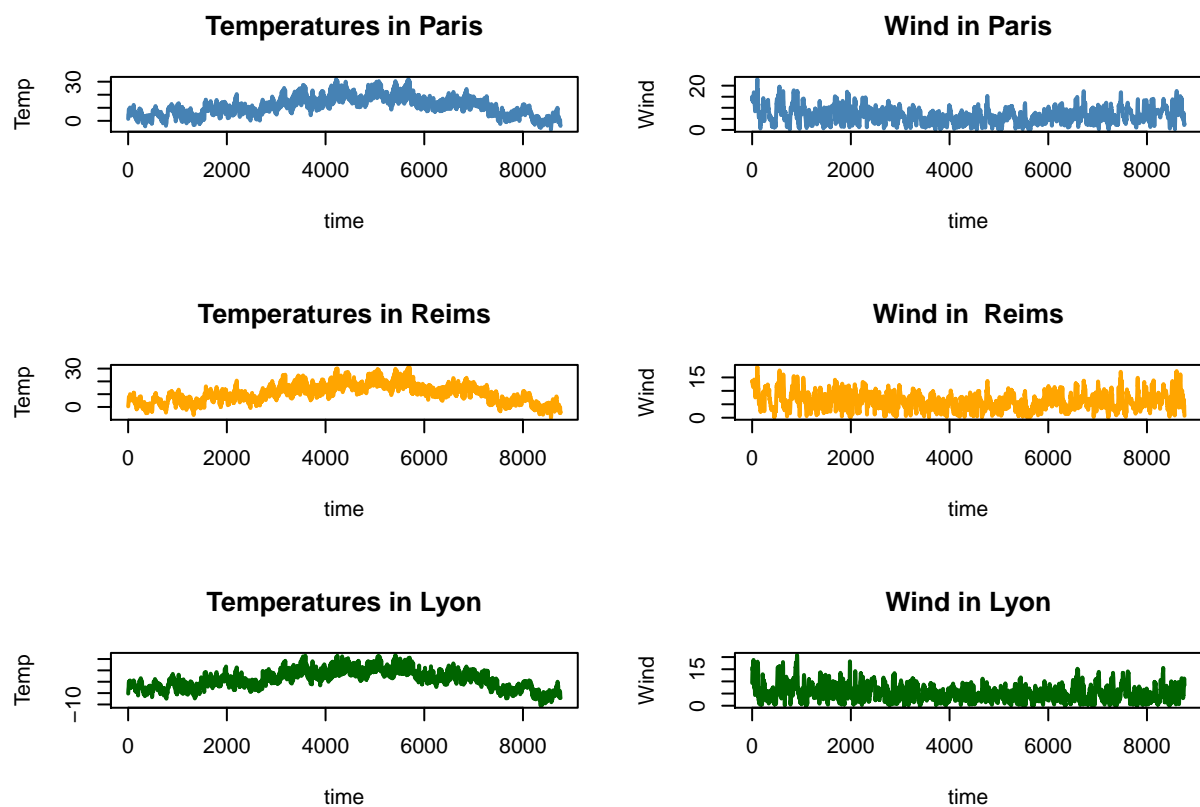 Temperatures in Paris
Temp
30
0
0 2000 4000 6000 8000
time
Wind in Paris
Wind
20
0
0 2000 4000 6000 8000
time
Temperatures in Reims
Temp
30
0
0 2000 4000 6000 8000
time
Wind in  Reims
Wind
15
0
0 2000 4000 6000 8000
time
Temperatures in Lyon
Temp
−10
0 2000 4000 6000 8000
time
Wind in Lyon
Wind
15
0
0 2000 4000 6000 8000
time